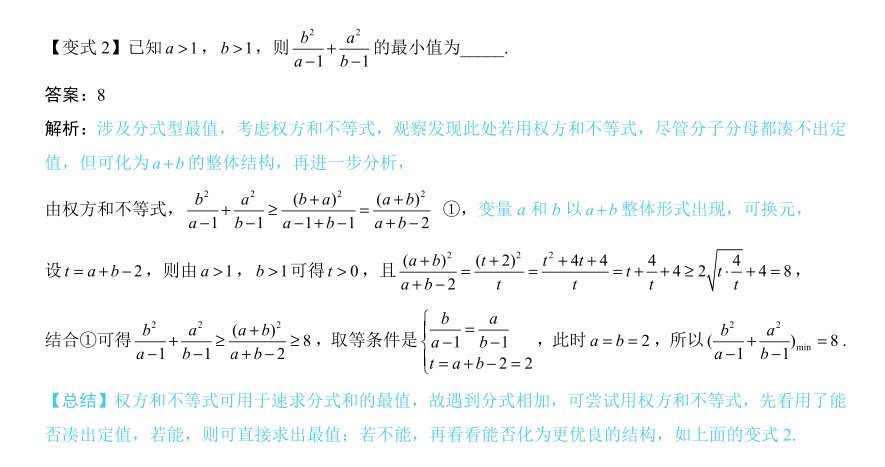 【变式 2】已知 $a>1$，$b>1$，则 $\frac{b^2}{a-1}+\frac{a^2}{b-1}$ 的最小值为_____.
答案：8
解析：涉及分式型最值，考虑权方和不等式，观察发现此处若用权方和不等式，尽管分子分母都凑不出定
值，但可化为 $a+b$ 的整体结构，再进一步分析，
由权方和不等式，$\frac{b^2}{a-1}+\frac{a^2}{b-1}\geq\frac{(b+a)^2}{a-1+b-1}=\frac{(a+b)^2}{a+b-2}$ ①，变量 a 和 b 以 $a+b$ 整体形式出现，可换元，
设 $t=a+b-2$，则由 $a>1$，$b>1$ 可得 $t>0$，且 $\frac{(a+b)^2}{a+b-2}=\frac{(t+2)^2}{t}=\frac{t^2+4t+4}{t}=t+\frac{4}{t}+4\geq 2\sqrt{t\cdot\frac{4}{t}}+4=8$，
结合①可得 $\frac{b^2}{a-1}+\frac{a^2}{b-1}\geq\frac{(a+b)^2}{a+b-2}\geq 8$，取等条件是 $\begin{cases}\frac{b}{a-1}=\frac{a}{b-1}\\t=a+b-2=2\end{cases}$，此时 $a=b=2$，所以 $(\frac{b^2}{a-1}+\frac{a^2}{b-1})_{\min}=8$.
【总结】权方和不等式可用于速求分式和的最值，故遇到分式相加，可尝试用权方和不等式，先看用了能
否凑出定值，若能，则可直接求出最值；若不能，再看看能否化为更优良的结构，如上面的变式 2.